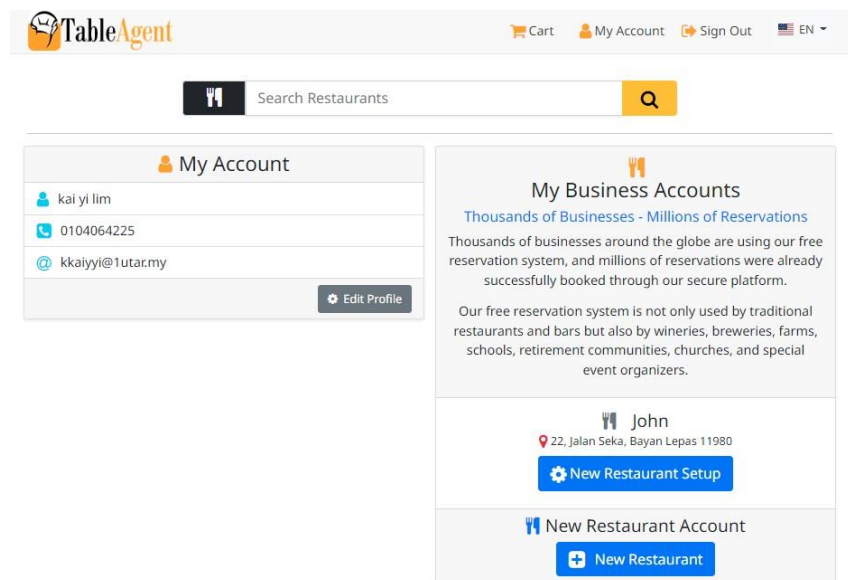 TableAgent
Cart My Account Sign Out EN
Search Restaurants
My Account
kai yi lim
0104064225
@ kkaiyyi@1utar.my
Edit Profile
My Business Accounts
Thousands of Businesses - Millions of Reservations
Thousands of businesses around the globe are using our free
reservation system, and millions of reservations were already
successfully booked through our secure platform.
Our free reservation system is not only used by traditional
restaurants and bars but also by wineries, breweries, farms,
schools, retirement communities, churches, and special
event organizers.
John
22, Jalan Seka, Bayan Lepas 11980
New Restaurant Setup
New Restaurant Account
New Restaurant